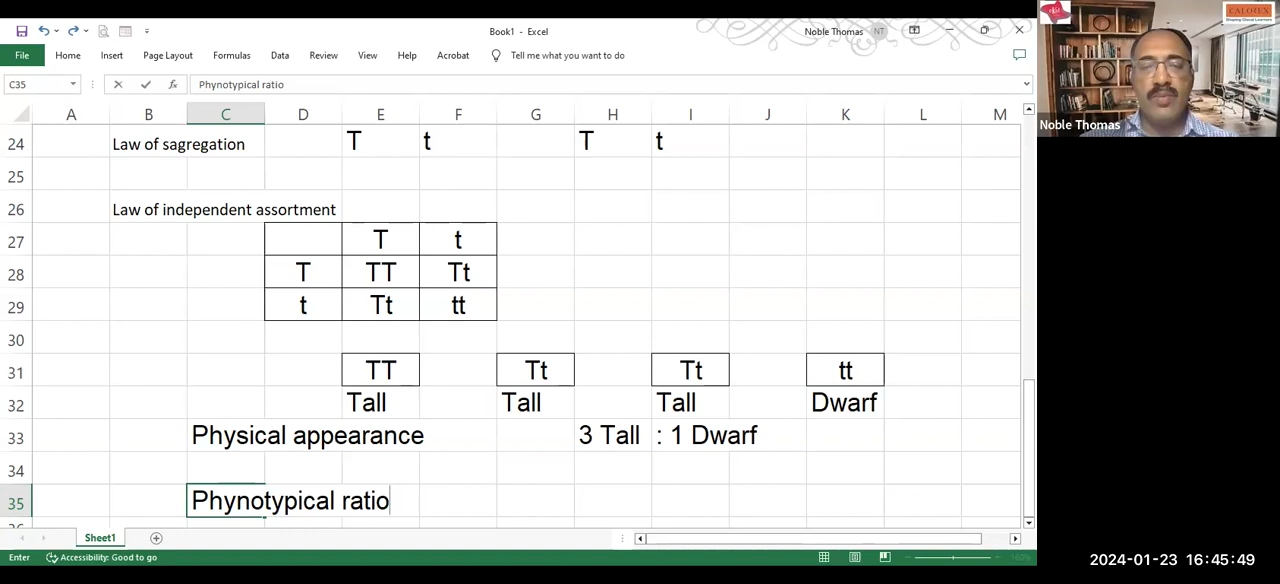 Book1 - Excel
Noble Thomas NT
CALOREX
File Home Insert Page Layout Formulas Data Review View Help Acrobat Tell me what you want to do
C35 fx Phynotypical ratio
Noble Thomas
A B C D E F G H I J K L M
24 Law of sagregation T t T t
25
26 Law of independent assortment
27 T t
28 T TT Tt
29 t Tt tt
30
31 TT Tt Tt tt
32 Tall Tall Tall Dwarf
33 Physical appearance 3 Tall : 1 Dwarf
34
35 Phynotypical ratio
Sheet1
Enter Accessibility: Good to go
2024-01-23 16:45:49